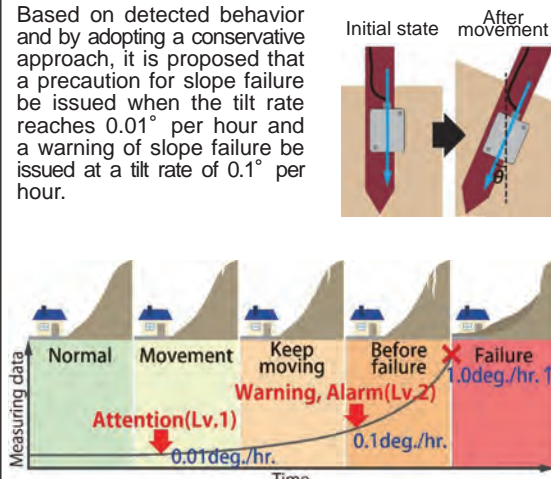 Based on detected behavior
and by adopting a conservative
approach, it is proposed that
a precaution for slope failure
be issued when the tilt rate
reaches 0.01° per hour and
a warning of slope failure be
issued at a tilt rate of 0.1° per
hour.
Initial state
After
movement
θ
Normal
Movement
Keep
moving
Before
failure
Failure
Measuring data
Attention(Lv.1)
0.01deg./hr.
Warning, Alarm(Lv.2)
0.1deg./hr.
1.0deg./hr. 1
Time